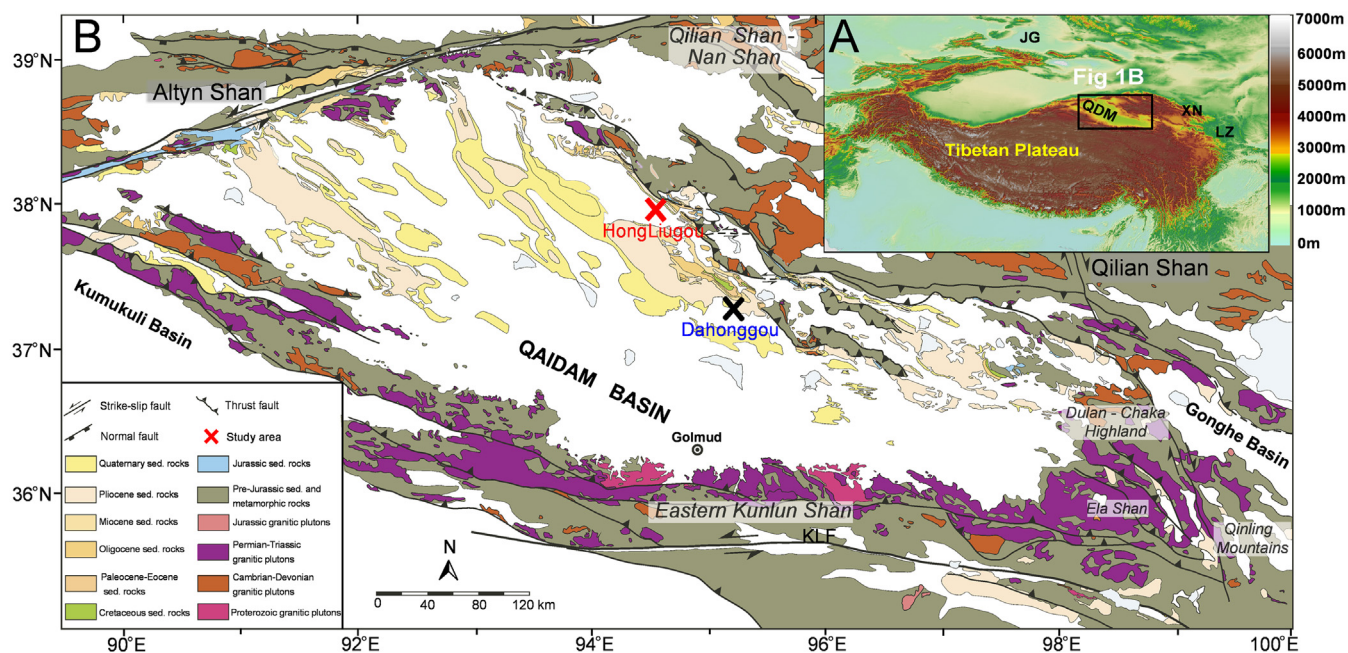 B
Qilian Shan -
Nan Shan
Altyn Shan
39°N
38°N
37°N
36°N
HongLiugou
Dahonggou
Kumukuli Basin
QAIDAM BASIN
Golmud
Qilian Shan
Dulan - Chaka
Highland
Gonghe Basin
Eastern Kunlun Shan
Ela Shan
Qinling
Mountains
KLF
N
0 40 80 120 km
90°E 92°E 94°E 96°E 98°E 100°E
A
JG
Fig 1B
QDM
XN
LZ
Tibetan Plateau
7000m
6000m
5000m
4000m
3000m
2000m
1000m
0m
Strike-slip fault
Thrust fault
Normal fault
Study area
Quaternary sed. rocks
Jurassic sed. rocks
Pliocene sed. rocks
Pre-Jurassic sed. and
metamorphic rocks
Miocene sed. rocks
Jurassic granitic plutons
Oligocene sed. rocks
Permian-Triassic
granitic plutons
Paleocene-Eocene
sed. rocks
Cambrian-Devonian
granitic plutons
Cretaceous sed. rocks
Proterozoic granitic plutons